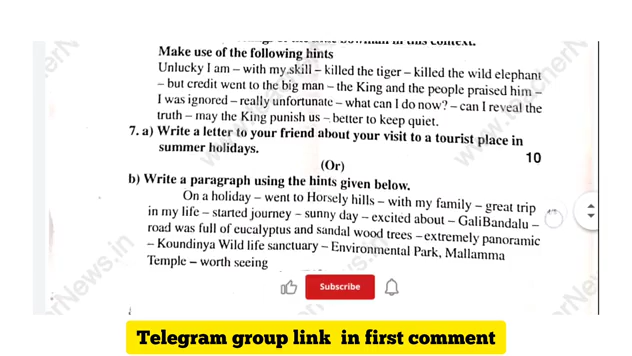 Make use of the following hints
Unlucky I am – with my skill – killed the tiger – killed the wild elephant
– but credit went to the big man – the King and the people praised him –
I was ignored – really unfortunate – what can I do now? – can I reveal the
truth – may the King punish us – better to keep quiet.
7. a) Write a letter to your friend about your visit to a tourist place in
summer holidays. 10
(Or)
b) Write a paragraph using the hints given below.
On a holiday – went to Horsely hills – with my family – great trip
in my life – started journey – sunny day – excited about – GaliBandalu –
road was full of eucalyptus and sandal wood trees – extremely panoramic
– Koundinya Wild life sanctuary – Environmental Park, Mallamma
Temple – worth seeing
Subscribe
Telegram group link in first comment